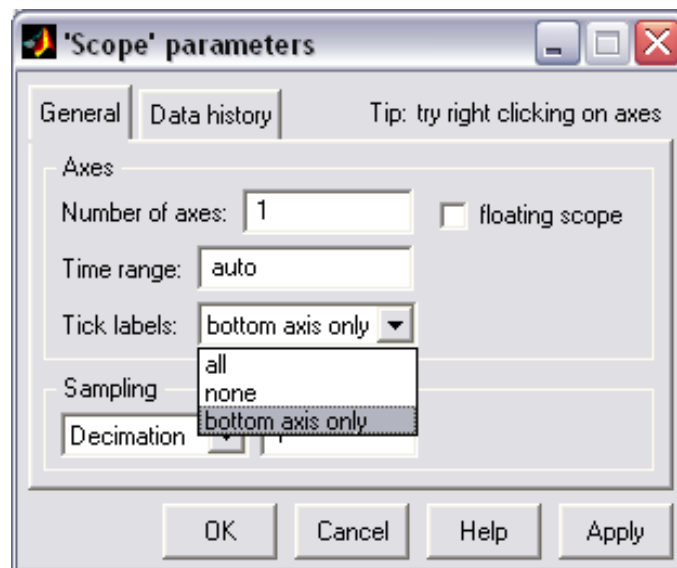 'Scope' parameters
General Data history Tip: try right clicking on axes
Axes
Number of axes: 1 floating scope
Time range: auto
Tick labels: bottom axis only
all
none
bottom axis only
Sampling
Decimation
OK Cancel Help Apply